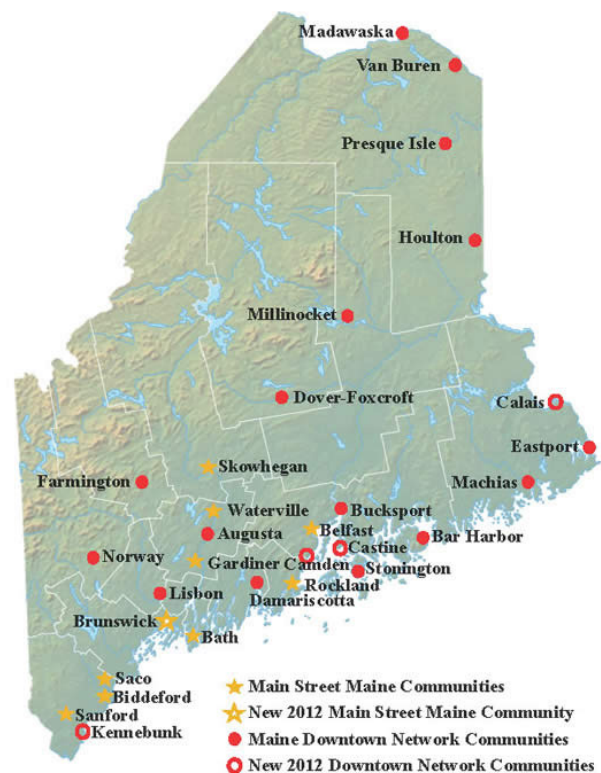 Madawaska
Van Buren
Presque Isle
Houlton
Millinocket
Dover-Foxcroft
Calais
Eastport
Skowhegan
Farmington
Machias
Waterville
Bucksport
Belfast
Augusta
Bar Harbor
Castine
Norway
Gardiner
Camden
Stonington
Rockland
Lisbon
Damariscotta
Brunswick
Bath
Saco
Biddeford
Sanford
Kennebunk
Main Street Maine Communities
New 2012 Main Street Maine Community
Maine Downtown Network Communities
New 2012 Downtown Network Communities